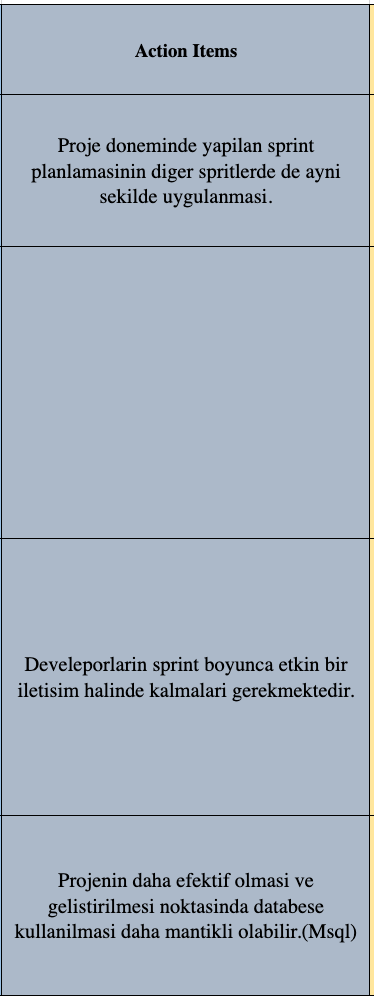 Action Items
Proje doneminde yapilan sprint
planlamasinin diger spritlerde de ayni
sekilde uygulanmasi.
Develeporlarin sprint boyunca etkin bir
iletisim halinde kalmalari gerekmektedir.
Projenin daha efektif olmasi ve
gelistirilmesi noktasinda databese
kullanilmasi daha mantikli olabilir.(Msql)